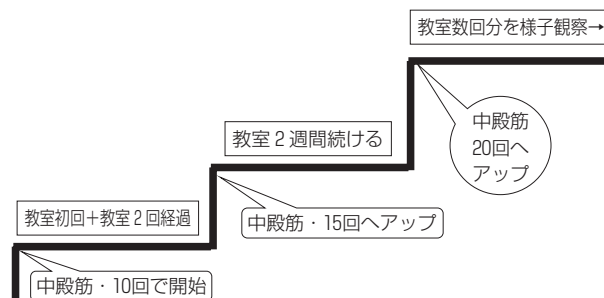 教室数回分を様子観察→
中殿筋
20回へ
アップ
教室2週間続ける
中殿筋・15回へアップ
教室初回＋教室2回経過
中殿筋・10回で開始